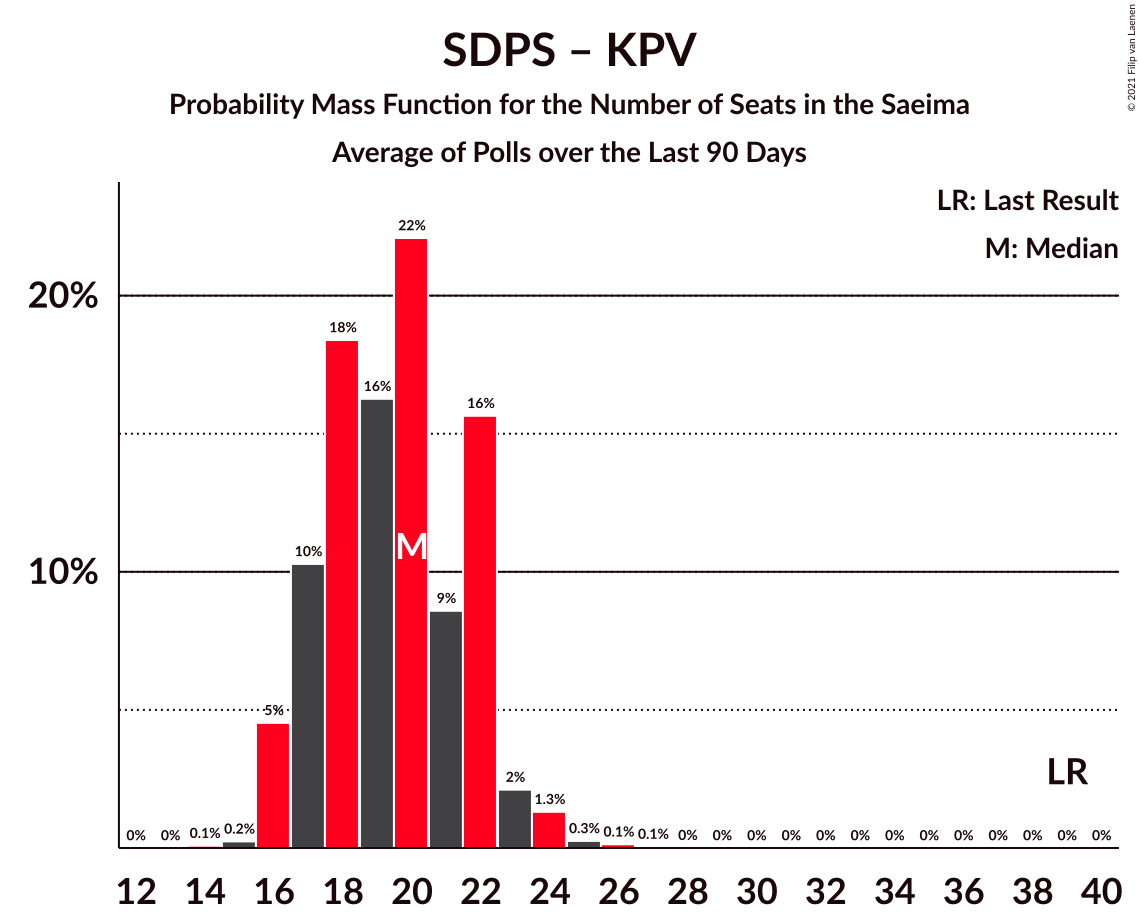 SDPS – KPV
Probability Mass Function for the Number of Seats in the Saeima
Average of Polls over the Last 90 Days
© 2021 Filip van Laenen
LR: Last Result
M: Median
20%
10%
0% 0% 0.1% 0.2% 5% 10% 18% 16% 22% 9% 16% 2% 1.3% 0.3% 0.1% 0.1% 0% 0% 0% 0% 0% 0% 0% 0% 0% 0% 0% 0% 0%
M
LR
12 14 16 18 20 22 24 26 28 30 32 34 36 38 40